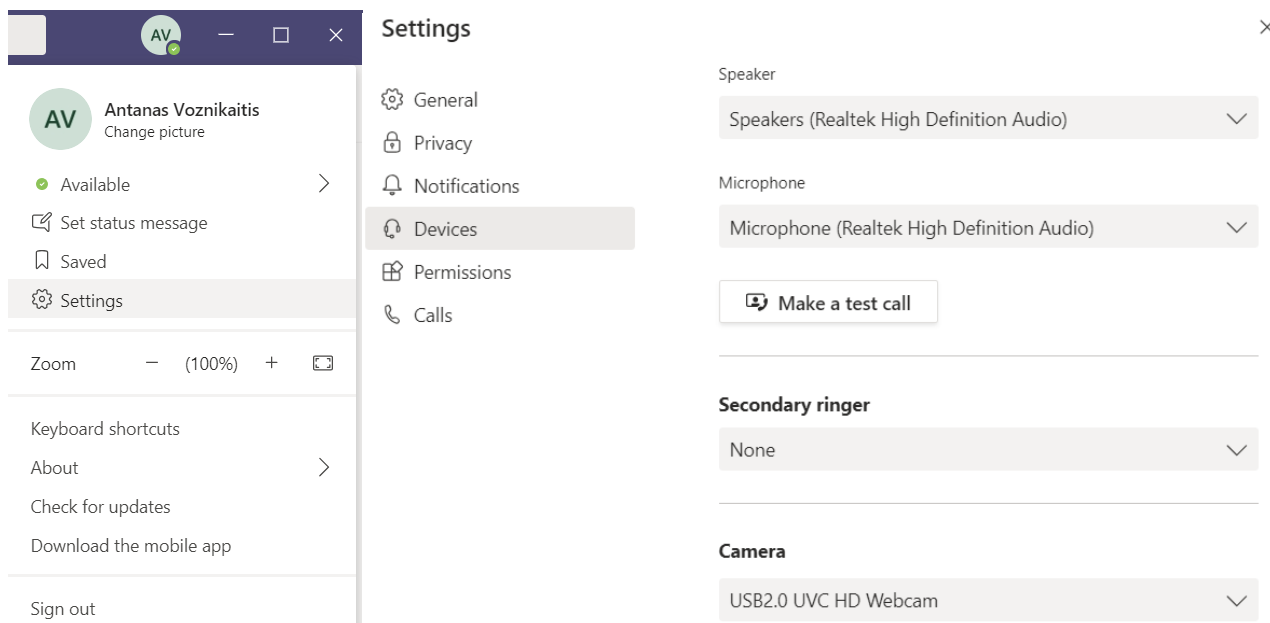 AV
AV
Antanas Voznikaitis
Change picture
Available
Set status message
Saved
Settings
Zoom
(100%)
Keyboard shortcuts
About
Check for updates
Download the mobile app
Sign out
Settings
General
Privacy
Notifications
Devices
Permissions
Calls
Speaker
Speakers (Realtek High Definition Audio)
Microphone
Microphone (Realtek High Definition Audio)
Make a test call
Secondary ringer
None
Camera
USB2.0 UVC HD Webcam